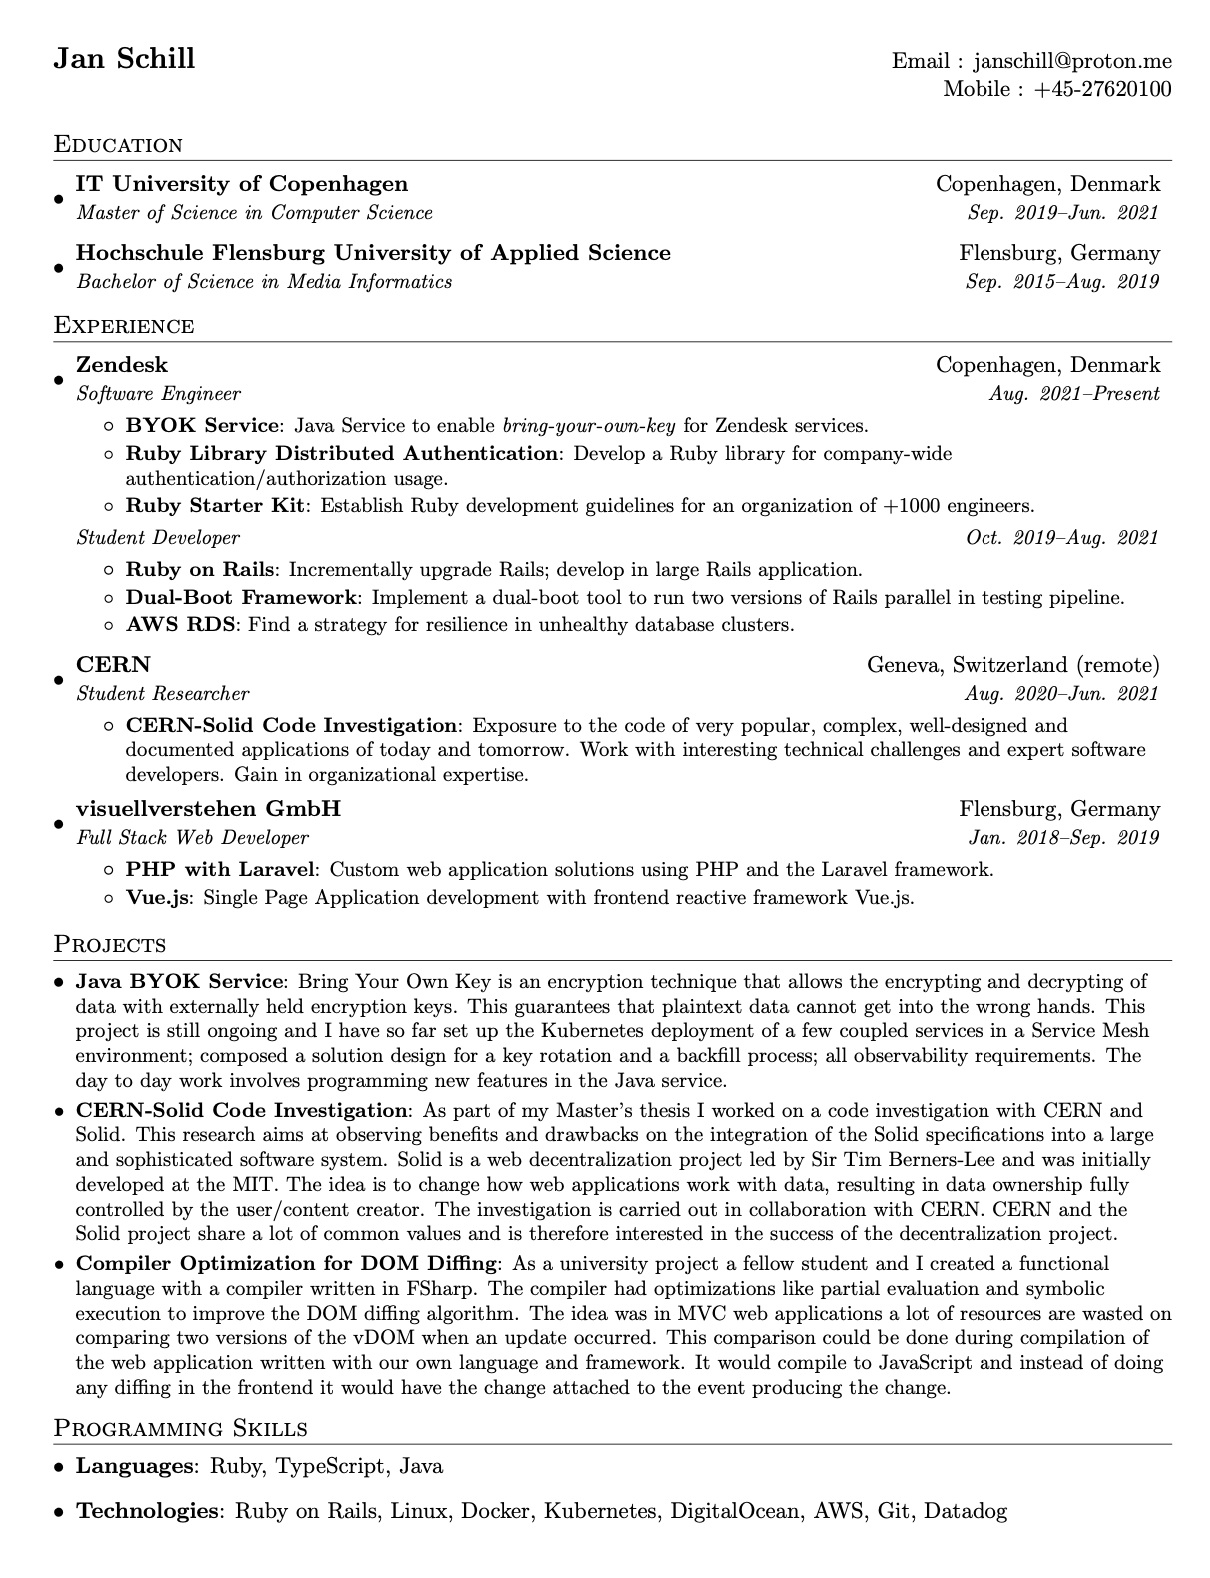 Jan Schill
Email : janschill@proton.me
Mobile : +45-27620100
Education
• IT University of Copenhagen Copenhagen, Denmark
Master of Science in Computer Science Sep. 2019–Jun. 2021
• Hochschule Flensburg University of Applied Science Flensburg, Germany
Bachelor of Science in Media Informatics Sep. 2015–Aug. 2019
Experience
• Zendesk Copenhagen, Denmark
Software Engineer Aug. 2021–Present
◦ BYOK Service: Java Service to enable bring-your-own-key for Zendesk services.
◦ Ruby Library Distributed Authentication: Develop a Ruby library for company-wide
authentication/authorization usage.
◦ Ruby Starter Kit: Establish Ruby development guidelines for an organization of +1000 engineers.
Student Developer Oct. 2019–Aug. 2021
◦ Ruby on Rails: Incrementally upgrade Rails; develop in large Rails application.
◦ Dual-Boot Framework: Implement a dual-boot tool to run two versions of Rails parallel in testing pipeline.
◦ AWS RDS: Find a strategy for resilience in unhealthy database clusters.
• CERN Geneva, Switzerland (remote)
Student Researcher Aug. 2020–Jun. 2021
◦ CERN-Solid Code Investigation: Exposure to the code of very popular, complex, well-designed and
documented applications of today and tomorrow. Work with interesting technical challenges and expert software
developers. Gain in organizational expertise.
• visuellverstehen GmbH Flensburg, Germany
Full Stack Web Developer Jan. 2018–Sep. 2019
◦ PHP with Laravel: Custom web application solutions using PHP and the Laravel framework.
◦ Vue.js: Single Page Application development with frontend reactive framework Vue.js.
Projects
• Java BYOK Service: Bring Your Own Key is an encryption technique that allows the encrypting and decrypting of
data with externally held encryption keys. This guarantees that plaintext data cannot get into the wrong hands. This
project is still ongoing and I have so far set up the Kubernetes deployment of a few coupled services in a Service Mesh
environment; composed a solution design for a key rotation and a backfill process; all observability requirements. The
day to day work involves programming new features in the Java service.
• CERN-Solid Code Investigation: As part of my Master's thesis I worked on a code investigation with CERN and
Solid. This research aims at observing benefits and drawbacks on the integration of the Solid specifications into a large
and sophisticated software system. Solid is a web decentralization project led by Sir Tim Berners-Lee and was initially
developed at the MIT. The idea is to change how web applications work with data, resulting in data ownership fully
controlled by the user/content creator. The investigation is carried out in collaboration with CERN. CERN and the
Solid project share a lot of common values and is therefore interested in the success of the decentralization project.
• Compiler Optimization for DOM Diffing: As a university project a fellow student and I created a functional
language with a compiler written in FSharp. The compiler had optimizations like partial evaluation and symbolic
execution to improve the DOM diffing algorithm. The idea was in MVC web applications a lot of resources are wasted on
comparing two versions of the vDOM when an update occurred. This comparison could be done during compilation of
the web application written with our own language and framework. It would compile to JavaScript and instead of doing
any diffing in the frontend it would have the change attached to the event producing the change.
Programming Skills
• Languages: Ruby, TypeScript, Java
• Technologies: Ruby on Rails, Linux, Docker, Kubernetes, DigitalOcean, AWS, Git, Datadog